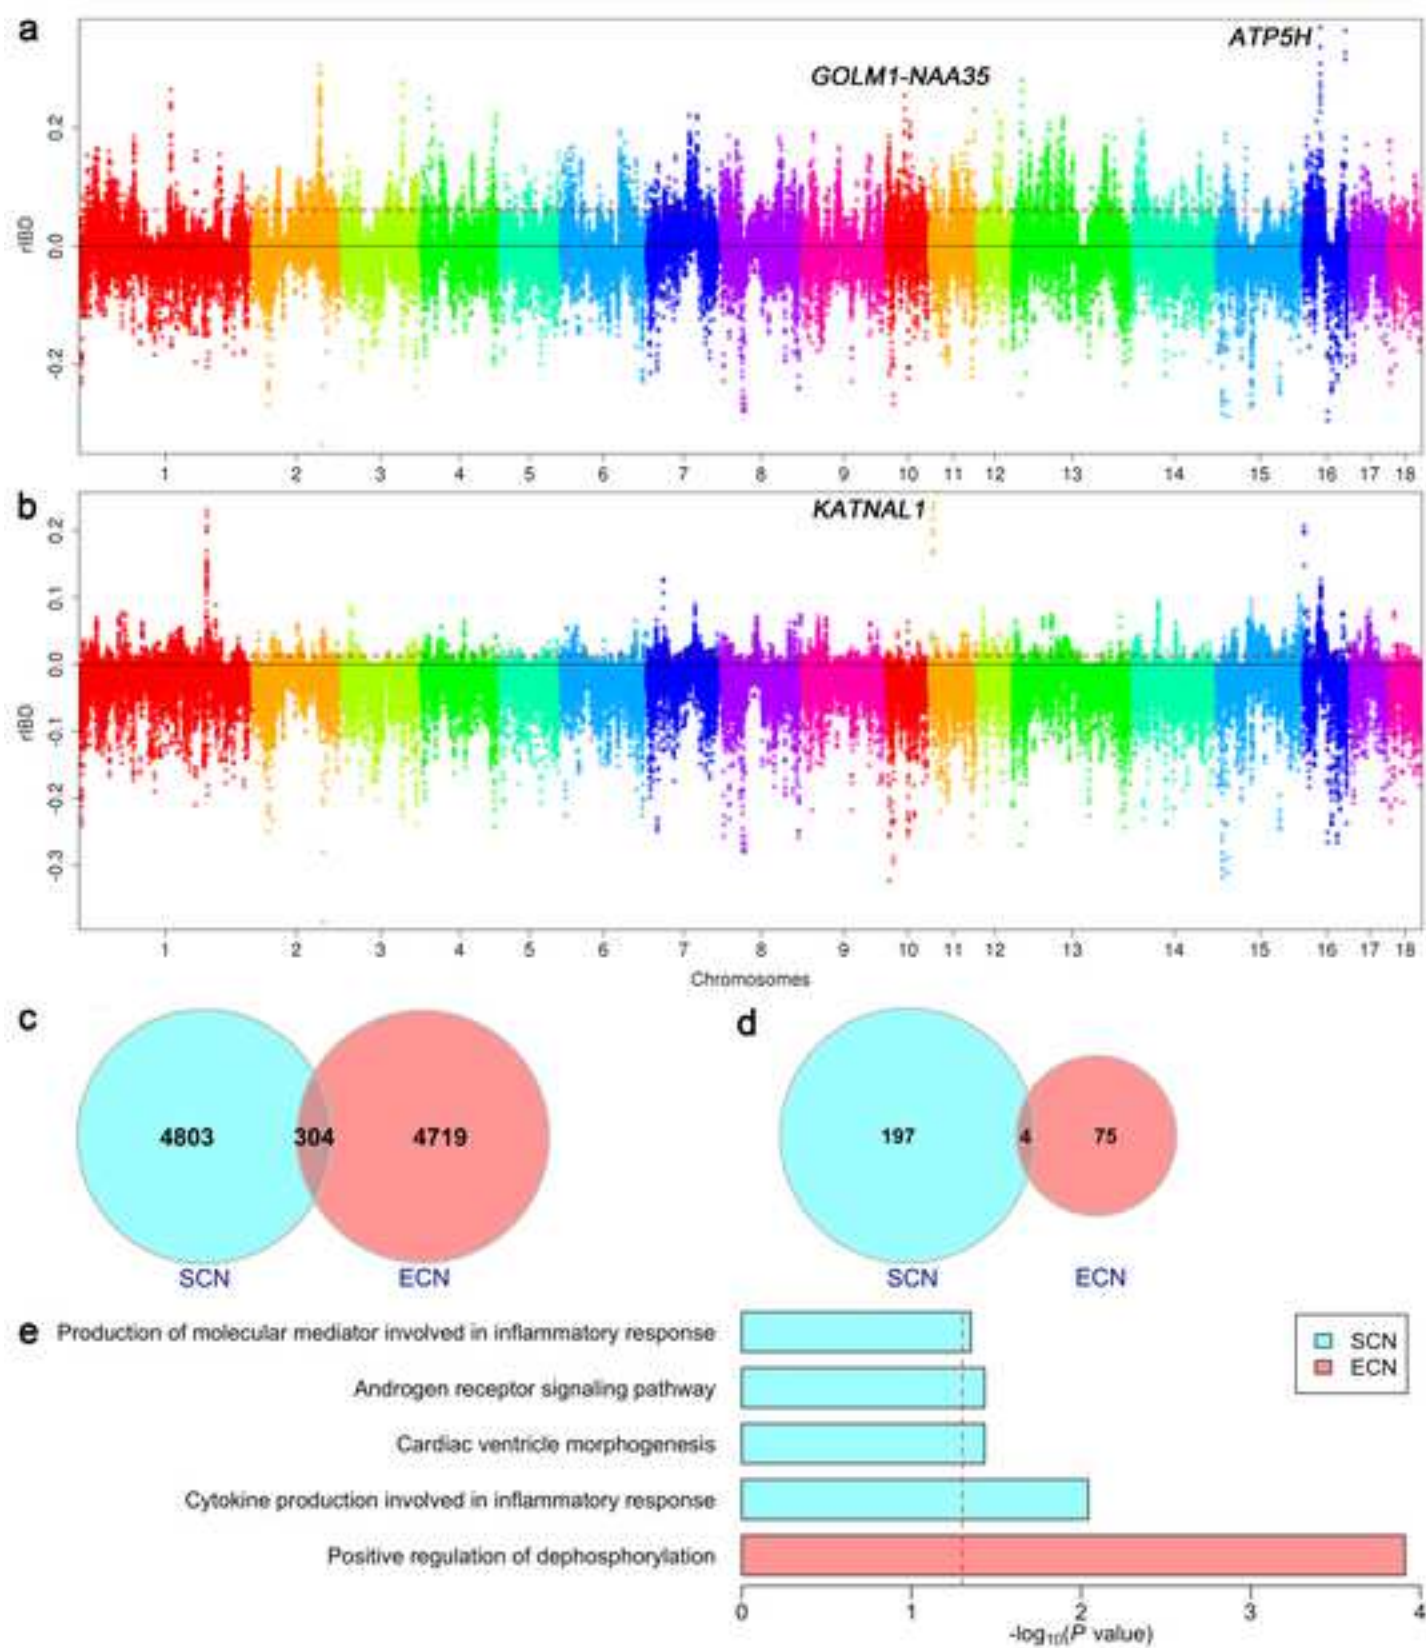 a
ATP5H
GOLM1-NAA35
0.2
0.0
-0.2
rIBD
1 2 3 4 5 6 7 8 9 10 11 12 13 14 15 16 17 18
b
KATNAL1
0.2
0.1
0.0
-0.1
-0.2
-0.3
rIBD
1 2 3 4 5 6 7 8 9 10 11 12 13 14 15 16 17 18
Chromosomes
c
4803 304 4719
SCN ECN
d
197 4 75
SCN ECN
e
Production of molecular mediator involved in inflammatory response
Androgen receptor signaling pathway
Cardiac ventricle morphogenesis
Cytokine production involved in inflammatory response
Positive regulation of dephosphorylation
SCN
ECN
0 1 2 3 4
-log₁₀(P value)